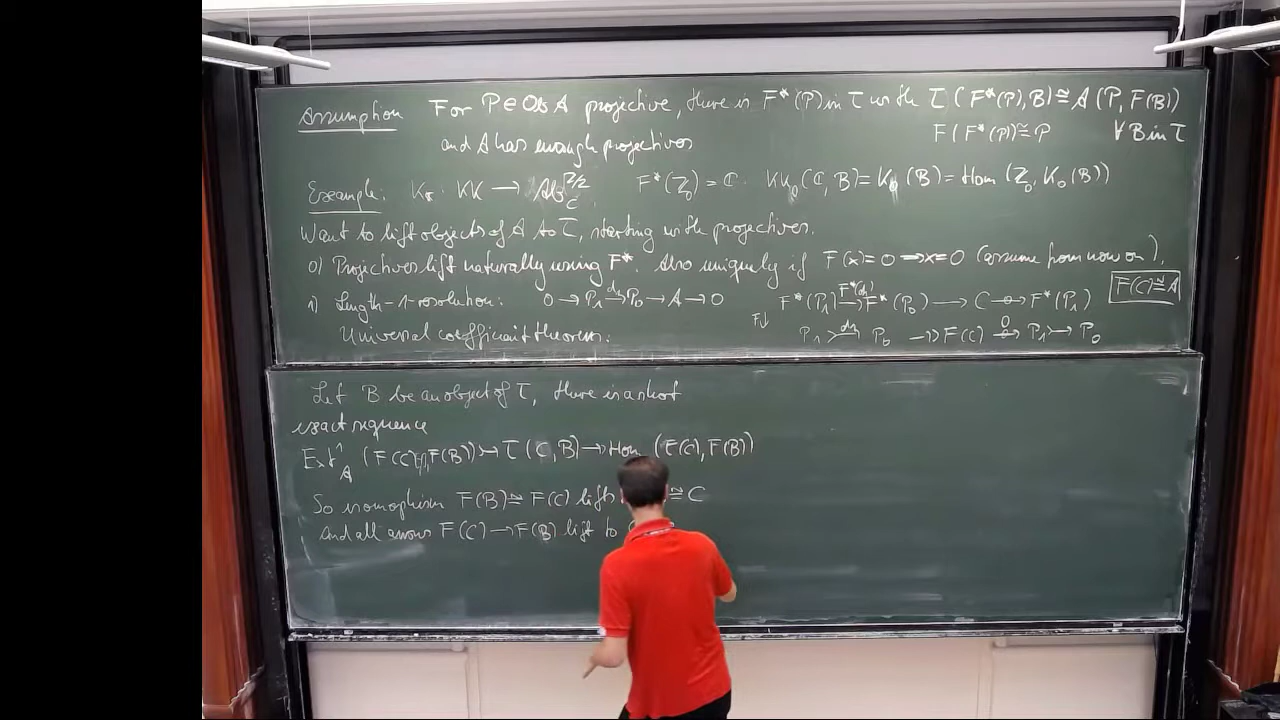 Assumption For P ∈ Ob A projective, there is F*(P) in T with T(F*(P), B) ≅ A(P, F(B))
F(F*(P)) ≅ P ∀ B in T
and A has enough projectives
Example: K_*: KK → Ab_C^{Z/2} F*(Z_0) = C KK_0(C, B) = K_0(B) = Hom(Z_0, K_0(B))
Want to lift objects of A to T, starting with projectives.
0) Projectives lift naturally using F*. Also uniquely if F(x)=0 ⇒ x=0 (assume from now on).
1) Length-1-resolution: 0 → P_1 →^{d_1} P_0 → A → 0 F*(P_1) →^{F*(d_1)} F*(P_0) → C → F*(P_1) F(C) ≅ A
Universal coefficient theorem: F↓ P_1 ↣^{d_1} P_0 ↠ F(C) →^0 P_1 ↣ P_0
Let B be an object of T, there is a short
exact sequence
Ext^1_A (F(C), F(B)) ↣ T(C, B) → Hom (F(C), F(B))
So isomorphism F(B) ≅ F(C) lifts ≅ C
And all arrows F(C) → F(B) lift to